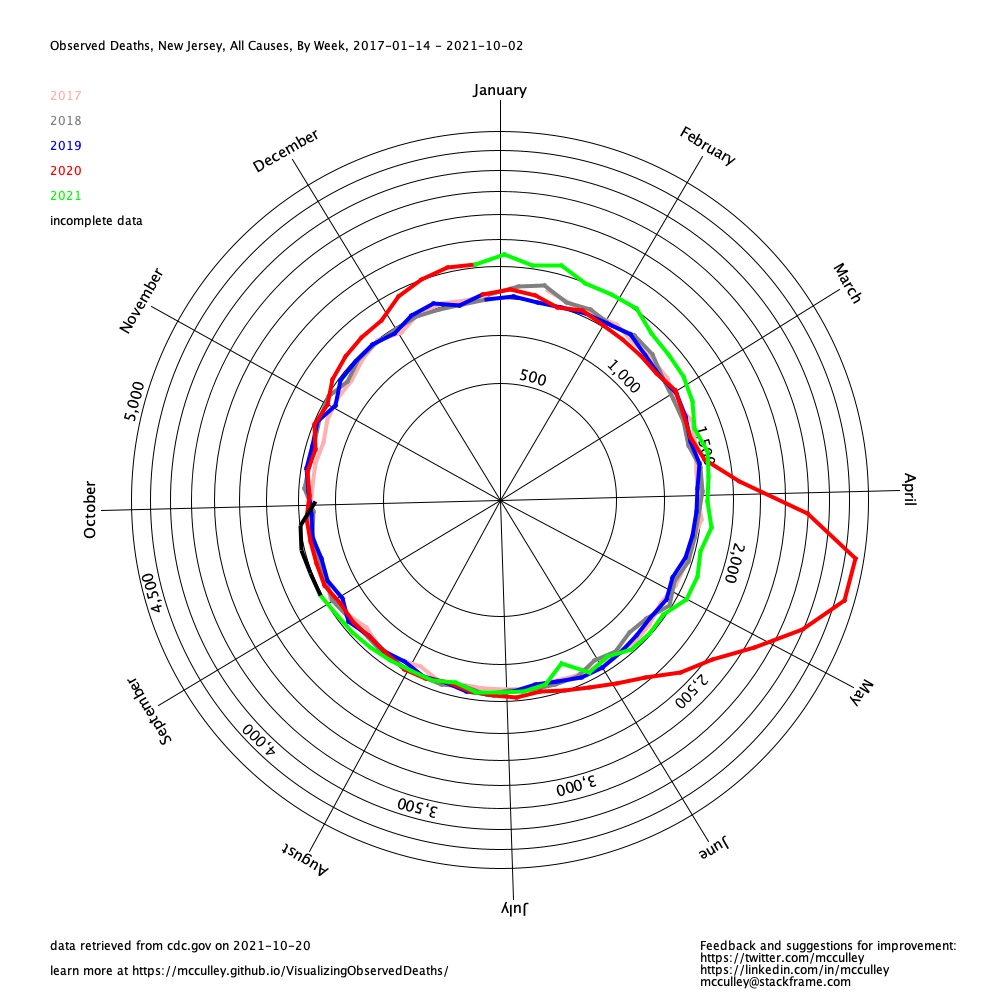 Observed Deaths, New Jersey, All Causes, By Week, 2017-01-14 - 2021-10-02
2017
2018
2019
2020
2021
incomplete data
January
February
March
April
May
June
July
August
September
October
November
December
500
1,000
1,500
2,000
2,500
3,000
3,500
4,000
4,500
5,000
data retrieved from cdc.gov on 2021-10-20
learn more at https://mcculley.github.io/VisualizingObservedDeaths/
Feedback and suggestions for improvement:
https://twitter.com/mcculley
https://linkedin.com/in/mcculley
mcculley@stackframe.com